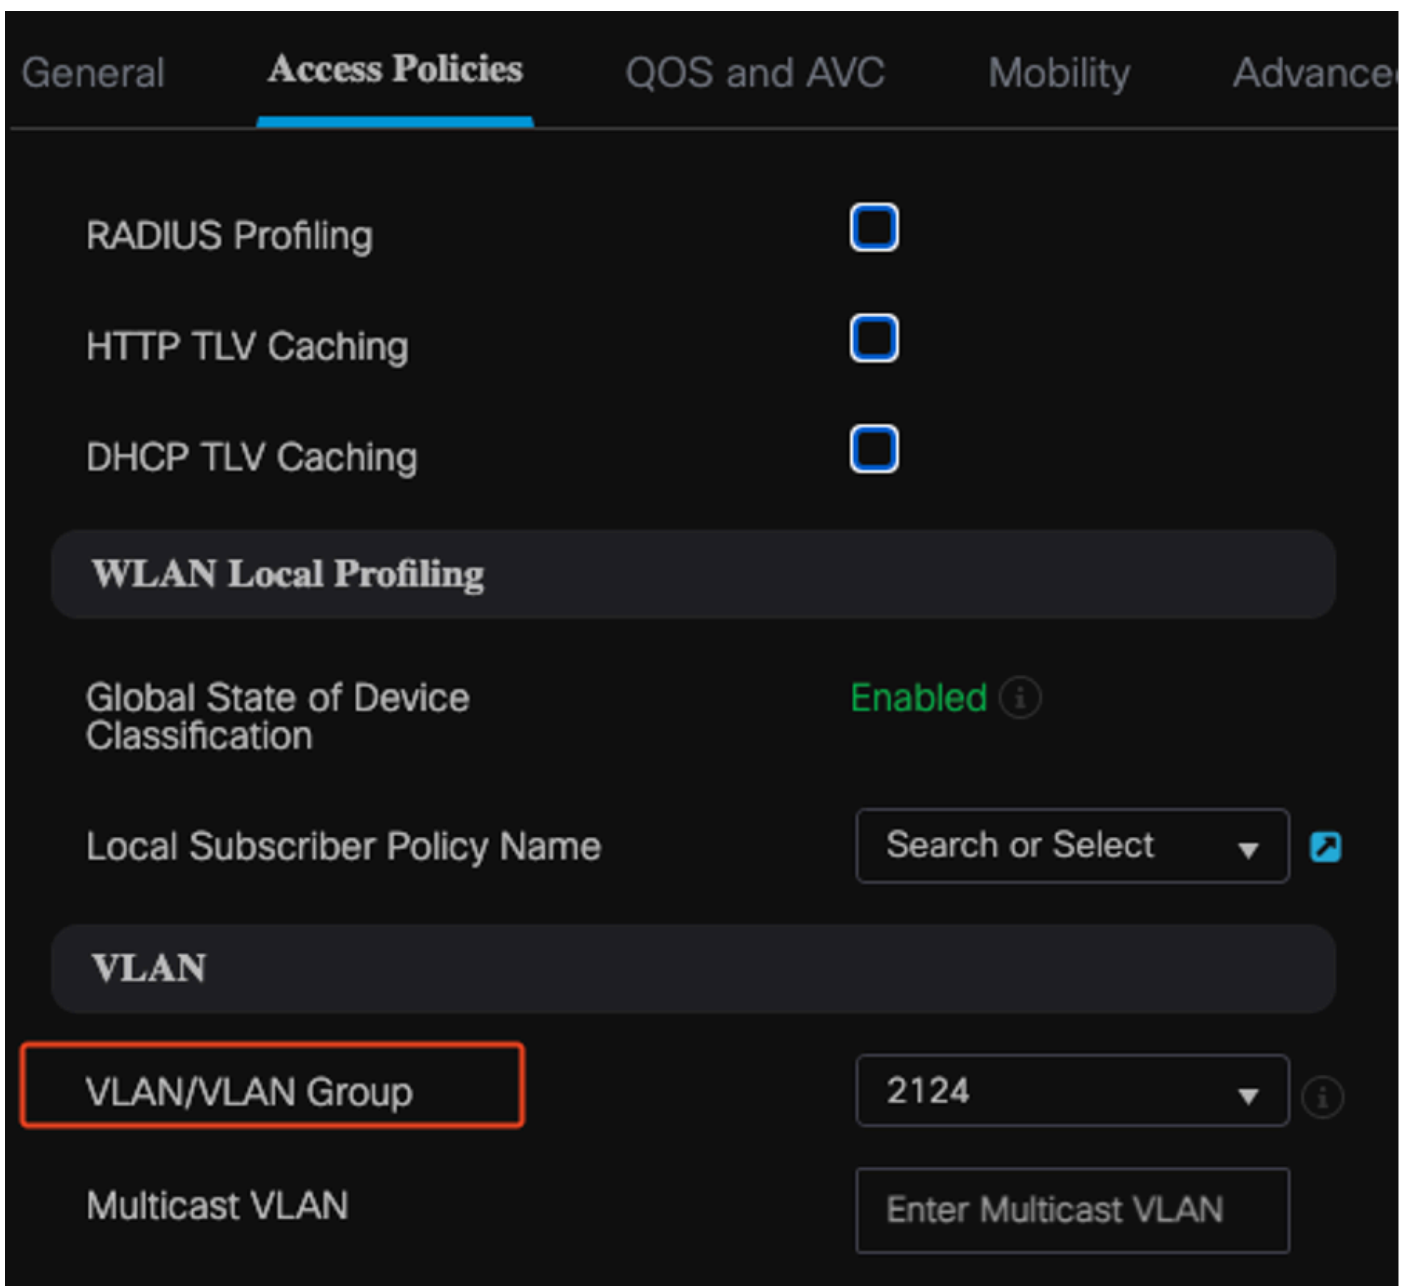 General Access Policies QOS and AVC Mobility Advance
RADIUS Profiling
HTTP TLV Caching
DHCP TLV Caching
WLAN Local Profiling
Global State of Device Enabled
Classification
Local Subscriber Policy Name Search or Select
VLAN
VLAN/VLAN Group 2124
Multicast VLAN Enter Multicast VLAN